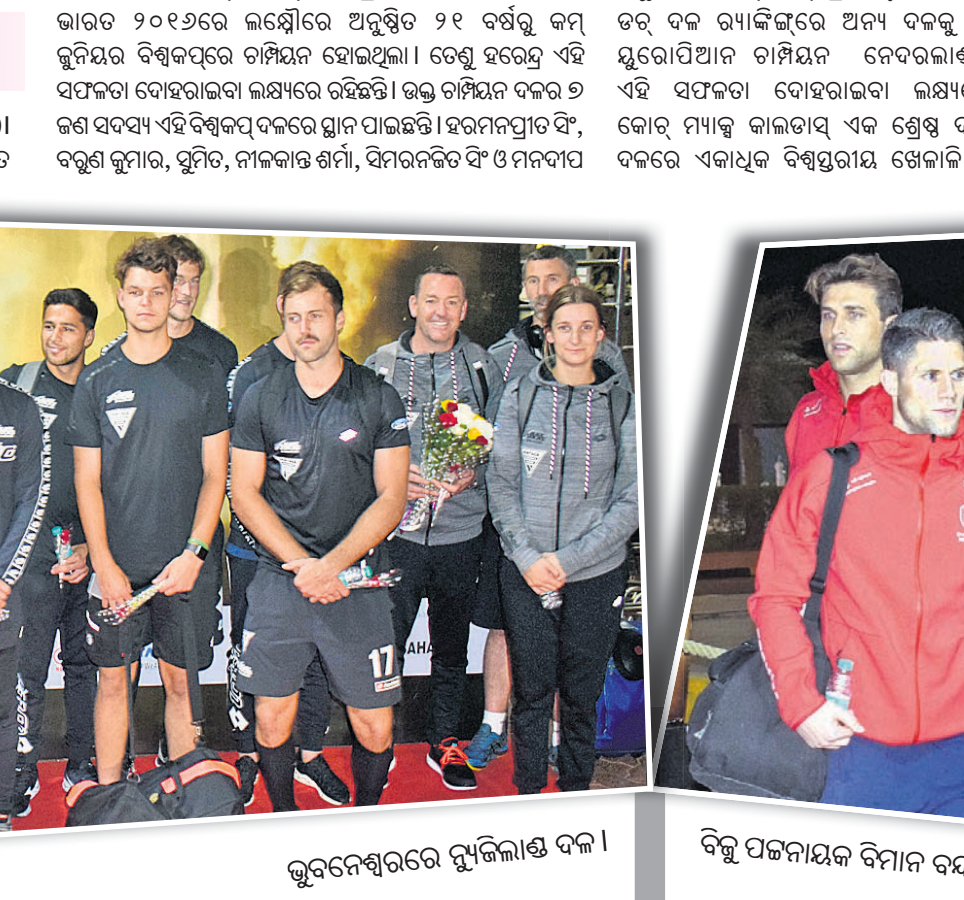 ଭାରତ ୨୦୧୬ରେ ଲକ୍ଷ୍ନୌରେ ଅନୁଷ୍ଠିତ ୨୧ ବର୍ଷରୁ କମ୍
ଜୁନିୟର ବିଶ୍ୱକପ୍‌ରେ ଚାମ୍ପିୟନ ହୋଇଥିଲା। ତେଣୁ ହରେନ୍ଦ୍ର ଏହି
ସଫଳତା ଦୋହରାଇବା ଲକ୍ଷ୍ୟରେ ରହିଛନ୍ତି। ଉକ୍ତ ଚାମ୍ପିୟନ ଦଳର ୭
ଜଣ ସଦସ୍ୟ ଏହି ବିଶ୍ୱକପ୍ ଦଳରେ ସ୍ଥାନ ପାଇଛନ୍ତି। ହରମନପ୍ରୀତ ସିଂ,
ବରୁଣ କୁମାର, ସୁମିତ, ନୀଳକାନ୍ତ ଶର୍ମା, ସିମରନଜିତ ସିଂ ଓ ମନଦୀପ
ଡଚ୍ ଦଳ ର‌୍ୟାଙ୍କିଙ୍ଗ୍‌ରେ ଅନ୍ୟ ଦଳକୁ
ୟୁରୋପିଆନ ଚାମ୍ପିୟନ ନେଦରଲାଣ୍ଡ
ଏହି ସଫଳତା ଦୋହରାଇବା ଲକ୍ଷ୍ୟରେ
କୋଚ୍ ମ୍ୟାକ୍ସ କାଲଡାସ୍ ଏକ ଶ୍ରେଷ୍ଠ
ଦଳରେ ଏକାଧିକ ବିଶ୍ୱସ୍ତରୀୟ ଖେଳାଳି
17
ଭୁବନେଶ୍ୱରରେ ନ୍ୟୁଜିଲାଣ୍ଡ ଦଳ।
ବିଜୁ ପଟ୍ଟନାୟକ ବିମାନ